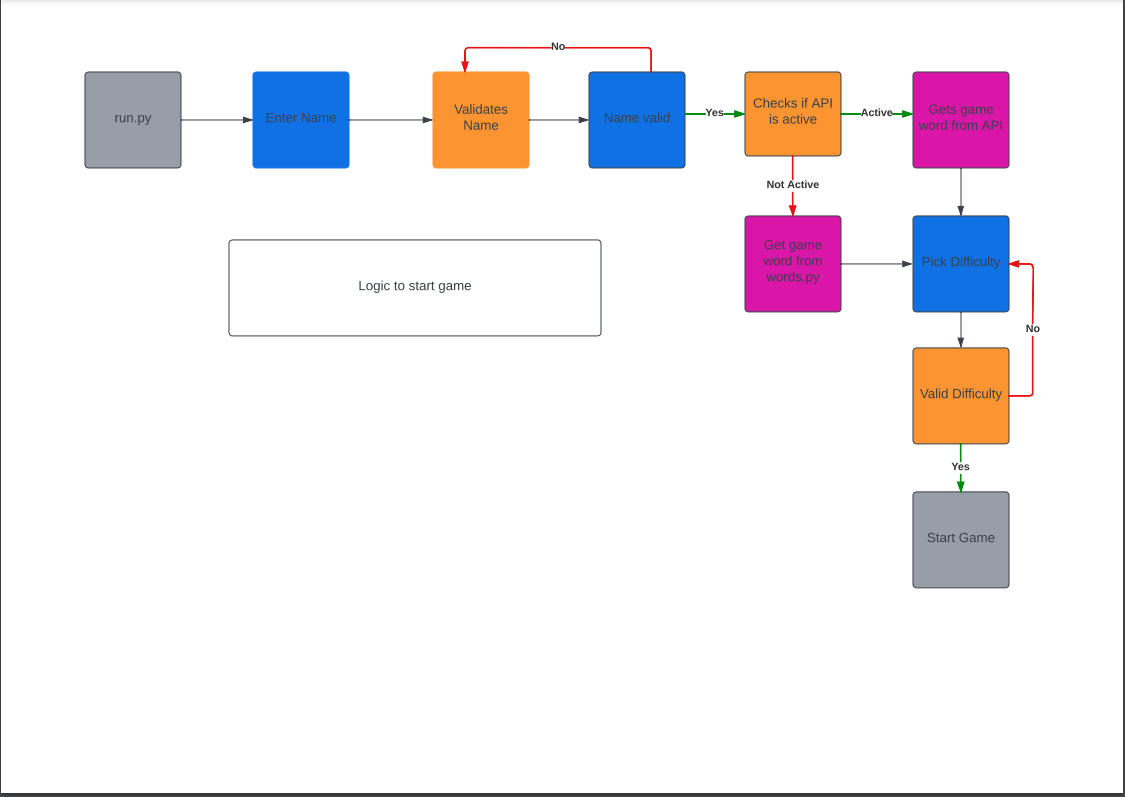 No
run.py
Enter Name
Validates
Name
Name valid
Yes
Checks if API
is active
Active
Gets game
word from API
Not Active
Get game
word from
words.py
Pick Difficulty
Logic to start game
No
Valid Difficulty
Yes
Start Game